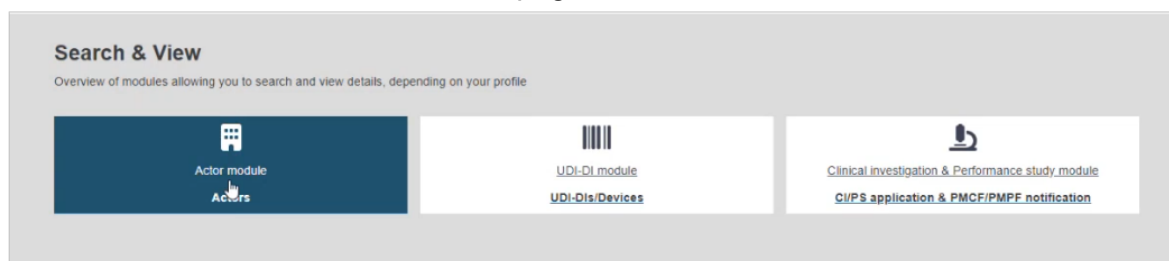 Search & View
Overview of modules allowing you to search and view details, depending on your profile
Actor module
Actors
UDI-DI module
UDI-DIs/Devices
Clinical investigation & Performance study module
CI/PS application & PMCF/PMPF notification